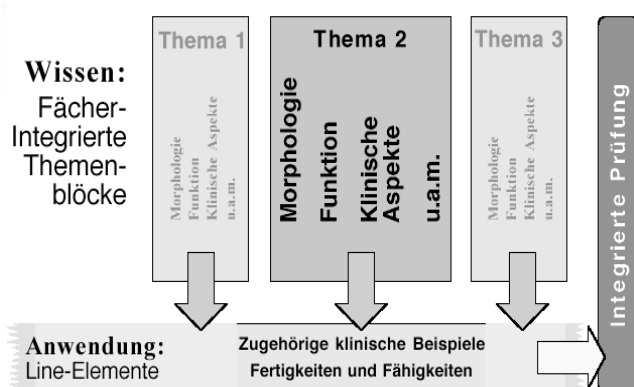 Wissen:
Fächer-
Integrierte
Themen-
blöcke
Thema 1
Morphologie
Funktion
Klinische Aspekte
u.a.m.
Thema 2
Morphologie
Funktion
Klinische
Aspekte
u.a.m.
Thema 3
Morphologie
Funktion
Klinische Aspekte
u.a.m.
Integrierte Prüfung
Anwendung:
Line-Elemente
Zugehörige klinische Beispiele
Fertigkeiten und Fähigkeiten